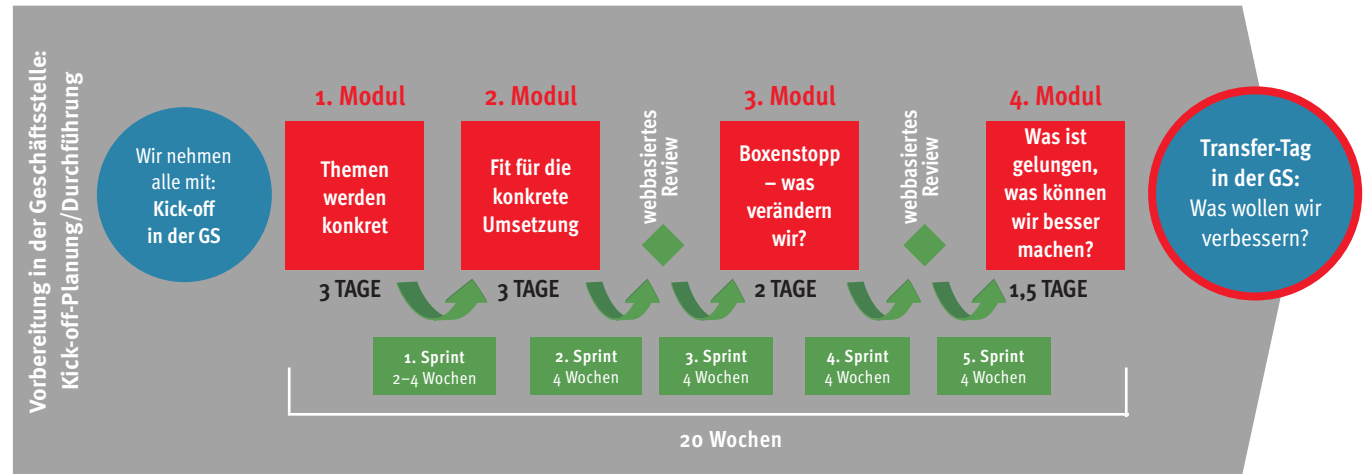 Vorbereitung in der Geschäftsstelle:
Kick-off-Planung/Durchführung
Wir nehmen
alle mit:
Kick-off
in der GS
1. Modul
Themen
werden
konkret
3 TAGE
2. Modul
Fit für die
konkrete
Umsetzung
3 TAGE
webbasiertes
Review
3. Modul
Boxenstopp
– was
verändern
wir?
2 TAGE
webbasiertes
Review
4. Modul
Was ist
gelungen,
was können
wir besser
machen?
1,5 TAGE
Transfer-Tag
in der GS:
Was wollen wir
verbessern?
1. Sprint
2–4 Wochen
2. Sprint
4 Wochen
3. Sprint
4 Wochen
4. Sprint
4 Wochen
5. Sprint
4 Wochen
20 Wochen